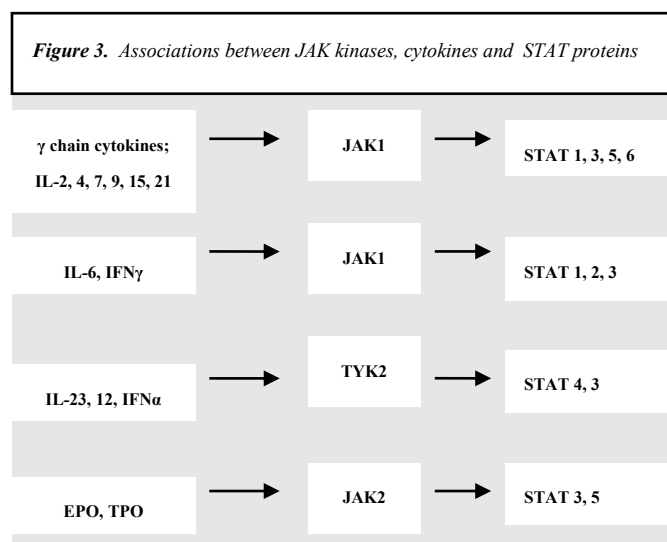 Figure 3. Associations between JAK kinases, cytokines and STAT proteins
γ chain cytokines;
IL-2, 4, 7, 9, 15, 21
JAK1
STAT 1, 3, 5, 6
IL-6, IFNγ
JAK1
STAT 1, 2, 3
IL-23, 12, IFNα
TYK2
STAT 4, 3
EPO, TPO
JAK2
STAT 3, 5